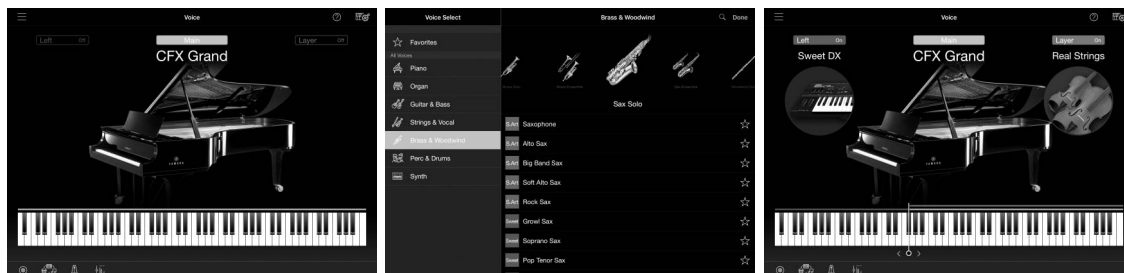 Voice
Left Off
Main
Layer Off
CFX Grand
YAMAHA
Voice Select
Favorites
All Voices
Piano
Organ
Guitar & Bass
Strings & Vocal
Brass & Woodwind
Perc & Drums
Synth
Brass & Woodwind
Done
Sax Solo
S.Art Saxophone
S.Art Alto Sax
S.Art Big Band Sax
S.Art Soft Alto Sax
S.Art Rock Sax
Sweet Growl Sax
Sweet Soprano Sax
Sweet Pop Tenor Sax
Voice
Left On
Main
Layer On
Sweet DX
CFX Grand
Real Strings
YAMAHA